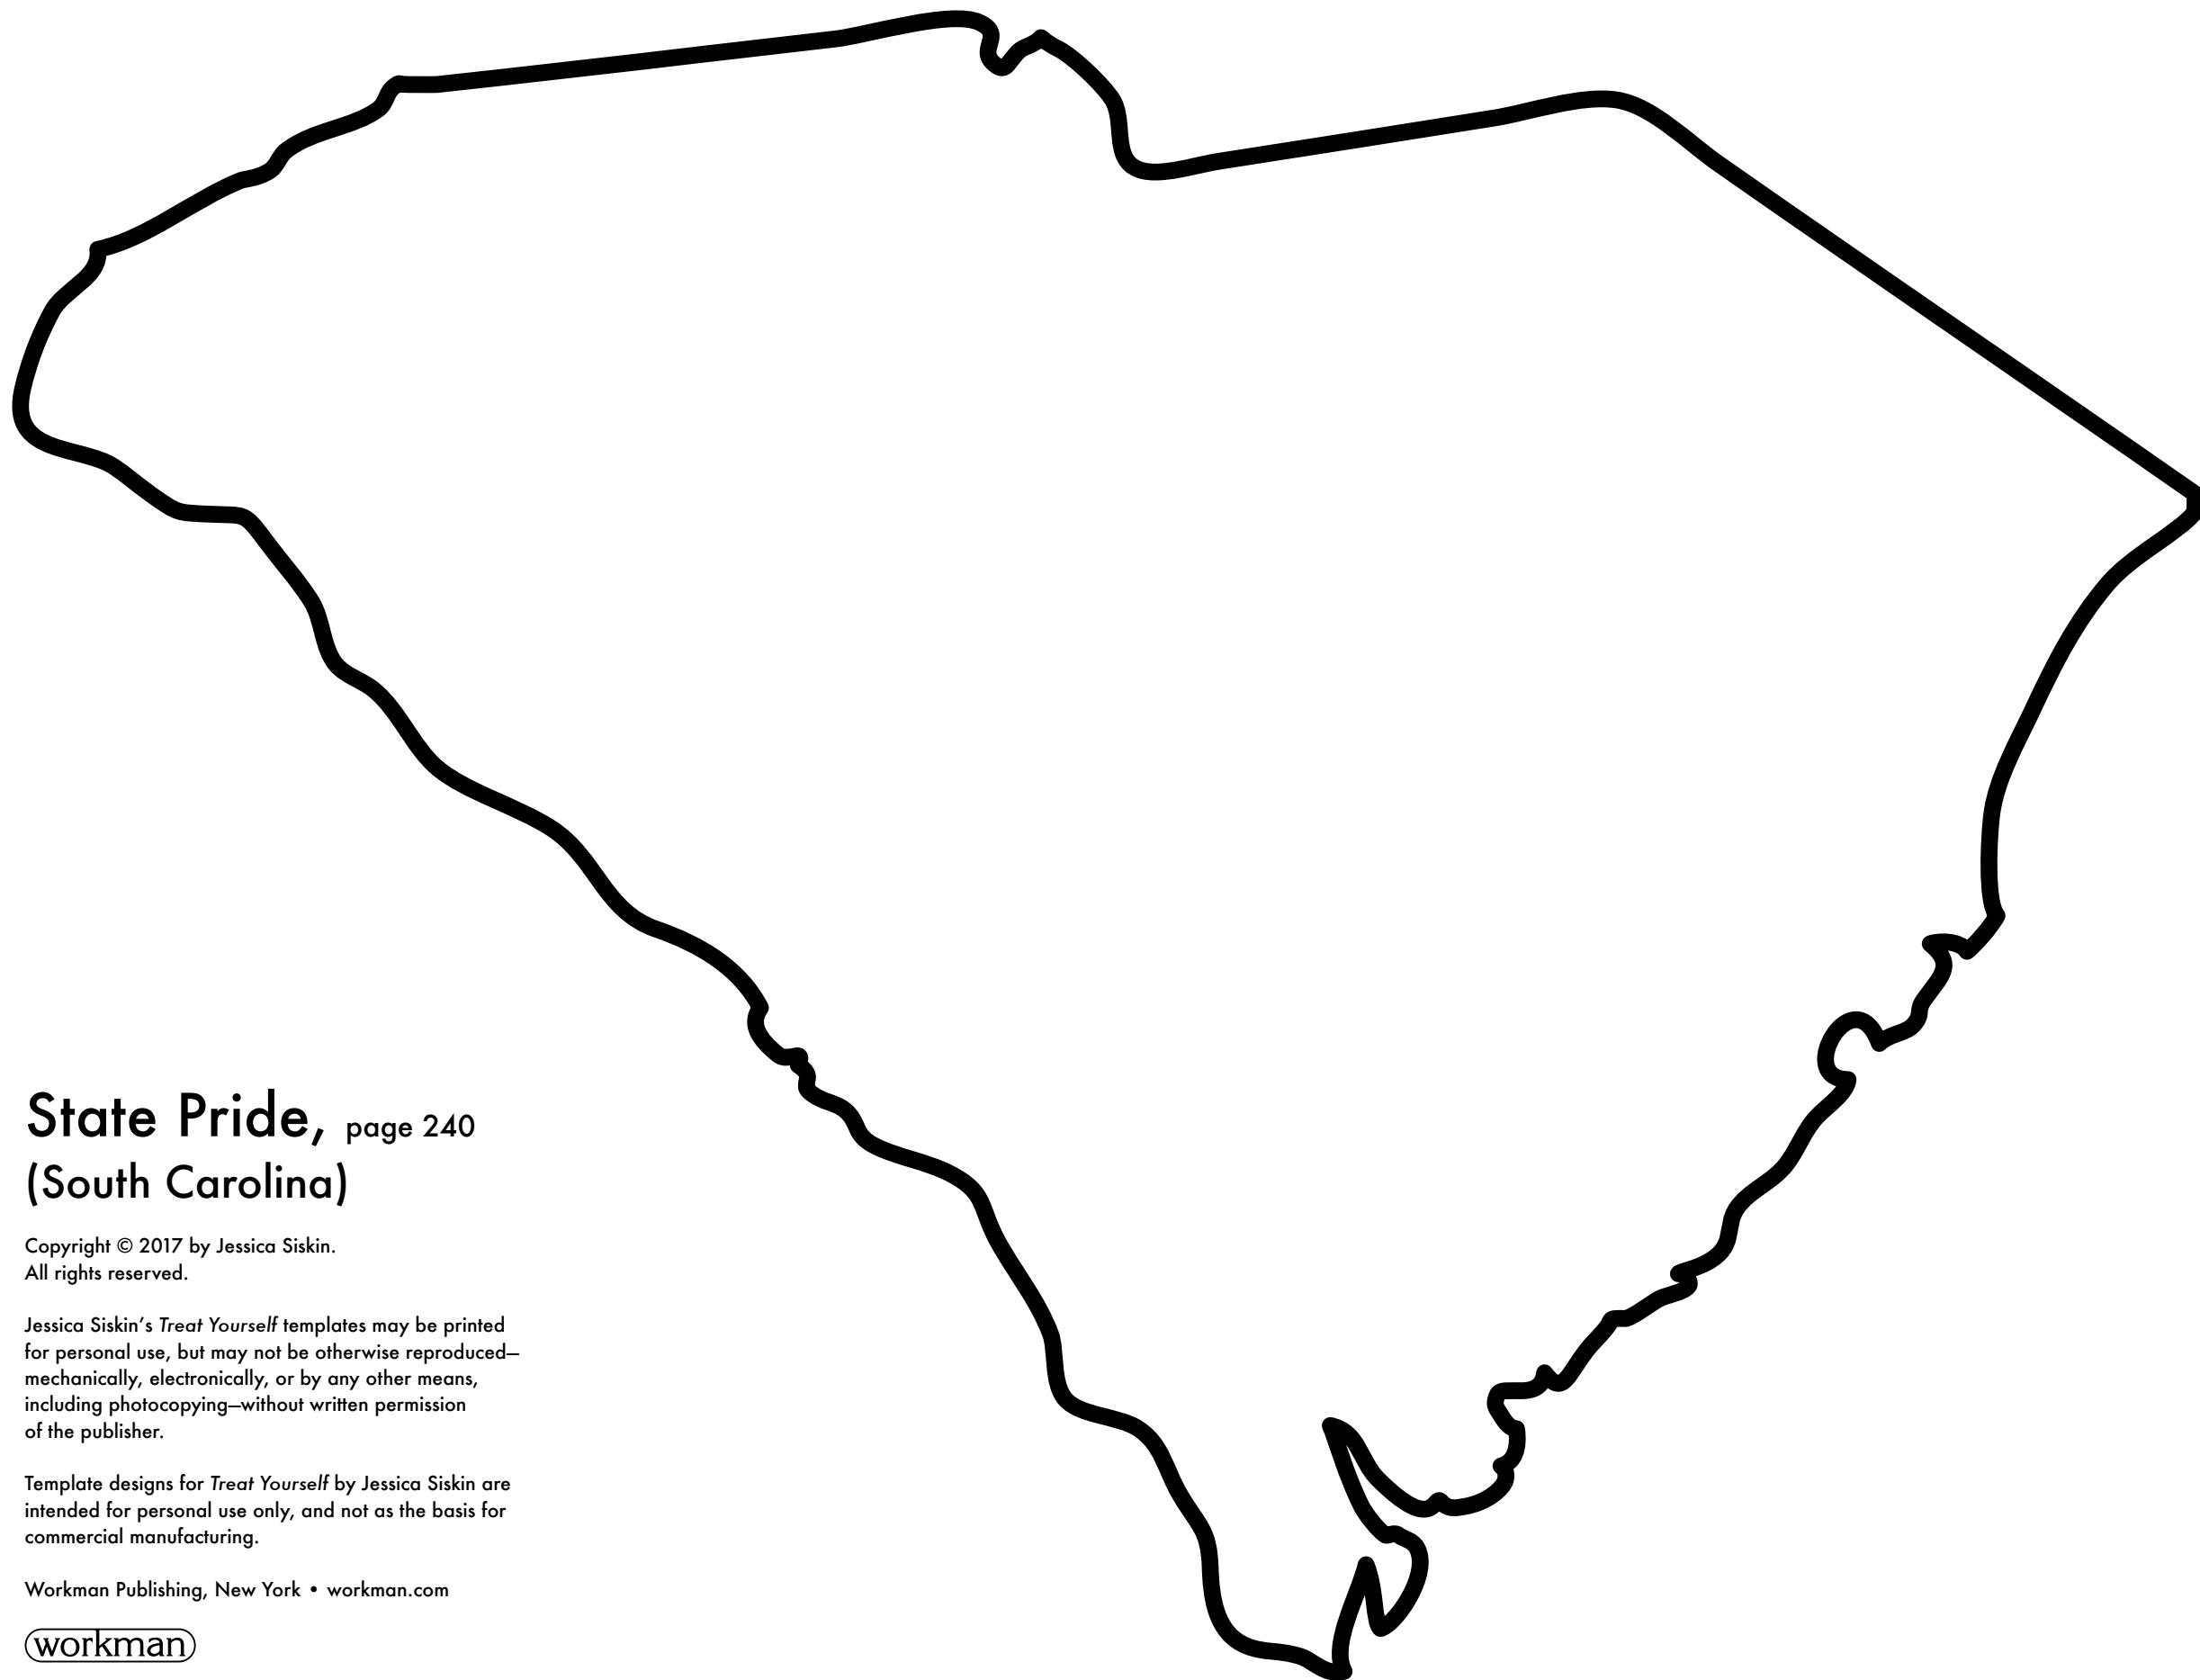 State Pride, page 240
(South Carolina)
Copyright © 2017 by Jessica Siskin.
All rights reserved.
Jessica Siskin’s Treat Yourself templates may be printed
for personal use, but may not be otherwise reproduced—
mechanically, electronically, or by any other means,
including photocopying—without written permission
of the publisher.
Template designs for Treat Yourself by Jessica Siskin are
intended for personal use only, and not as the basis for
commercial manufacturing.
Workman Publishing, New York • workman.com
workman